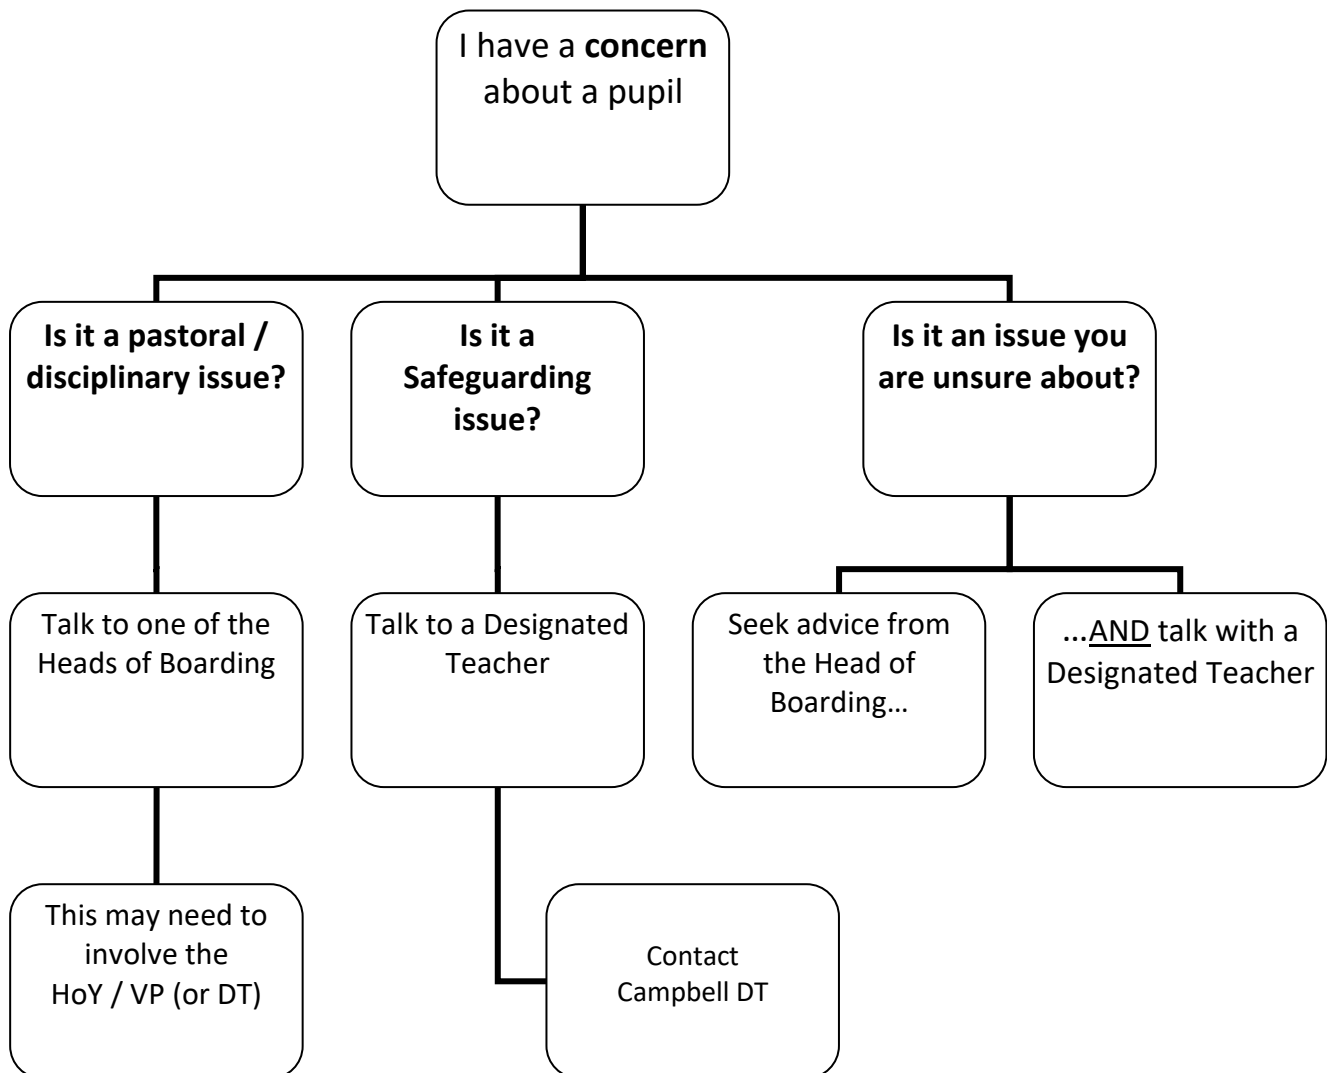 I have a concern
about a pupil
Is it a pastoral /
disciplinary issue?
Is it a
Safeguarding
issue?
Is it an issue you
are unsure about?
Talk to one of the
Heads of Boarding
Talk to a Designated
Teacher
Seek advice from
the Head of
Boarding…
…AND talk with a
Designated Teacher
This may need to
involve the
HoY / VP (or DT)
Contact
Campbell DT